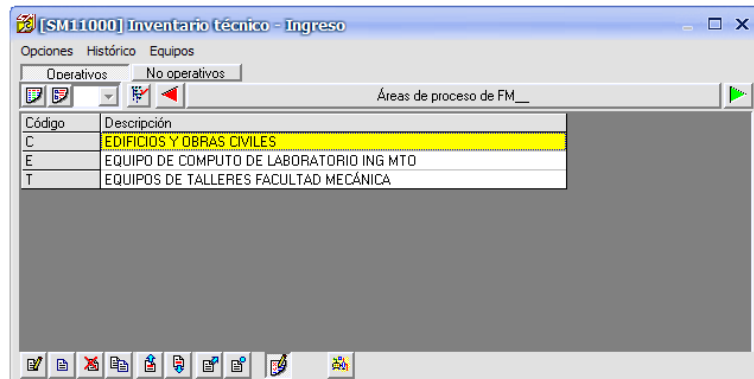 [SM11000] Inventario técnico - Ingreso
Opciones Histórico Equipos
Operativos No operativos
Áreas de proceso de FM__
Código Descripción
C EDIFICIOS Y OBRAS CIVILES
E EQUIPO DE COMPUTO DE LABORATORIO ING MTO
T EQUIPOS DE TALLERES FACULTAD MECÁNICA